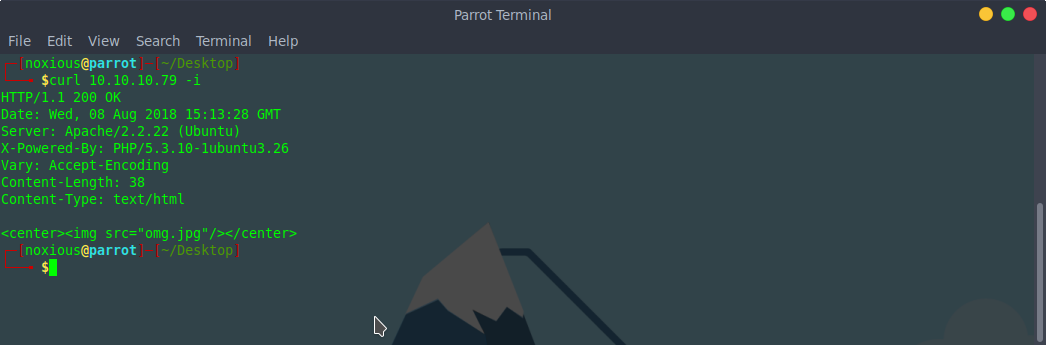 Parrot Terminal
File Edit View Search Terminal Help
[noxious@parrot] [~/Desktop]
$curl 10.10.10.79 -i
HTTP/1.1 200 OK
Date: Wed, 08 Aug 2018 15:13:28 GMT
Server: Apache/2.2.22 (Ubuntu)
X-Powered-By: PHP/5.3.10-1ubuntu3.26
Vary: Accept-Encoding
Content-Length: 38
Content-Type: text/html
<center><img src="omg.jpg"/></center>
[noxious@parrot]─[~/Desktop]
$